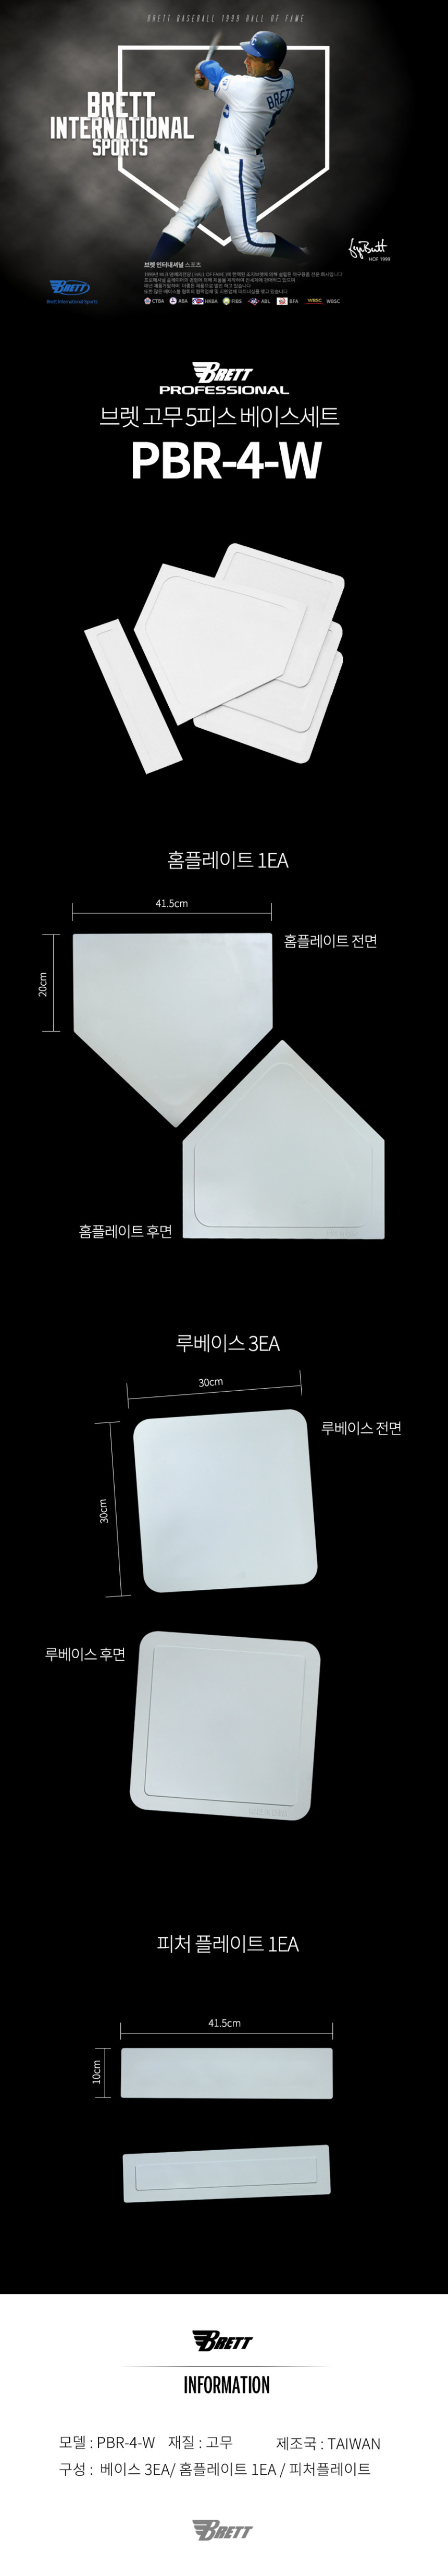 BRETT BASEBALL 1999 HALL OF FAME
BRETT
INTERNATIONAL
SPORTS
BRETT
HOF 1999
브렛 인터내셔널 스포츠
BRETT
Brett International Sports
CTBA ABA HKBA FIBS ABL BFA WBSC WBSC
BRETT
PROFESSIONAL
브렛 고무 5피스 베이스세트
PBR-4-W
홈플레이트 1EA
41.5cm
홈플레이트 전면
20cm
홈플레이트 후면
루베이스 3EA
30cm
루베이스 전면
30cm
루베이스 후면
피처 플레이트 1EA
41.5cm
10cm
BRETT
INFORMATION
모델 : PBR-4-W 재질 : 고무 제조국 : TAIWAN
구성 : 베이스 3EA/ 홈플레이트 1EA / 피처플레이트
BRETT